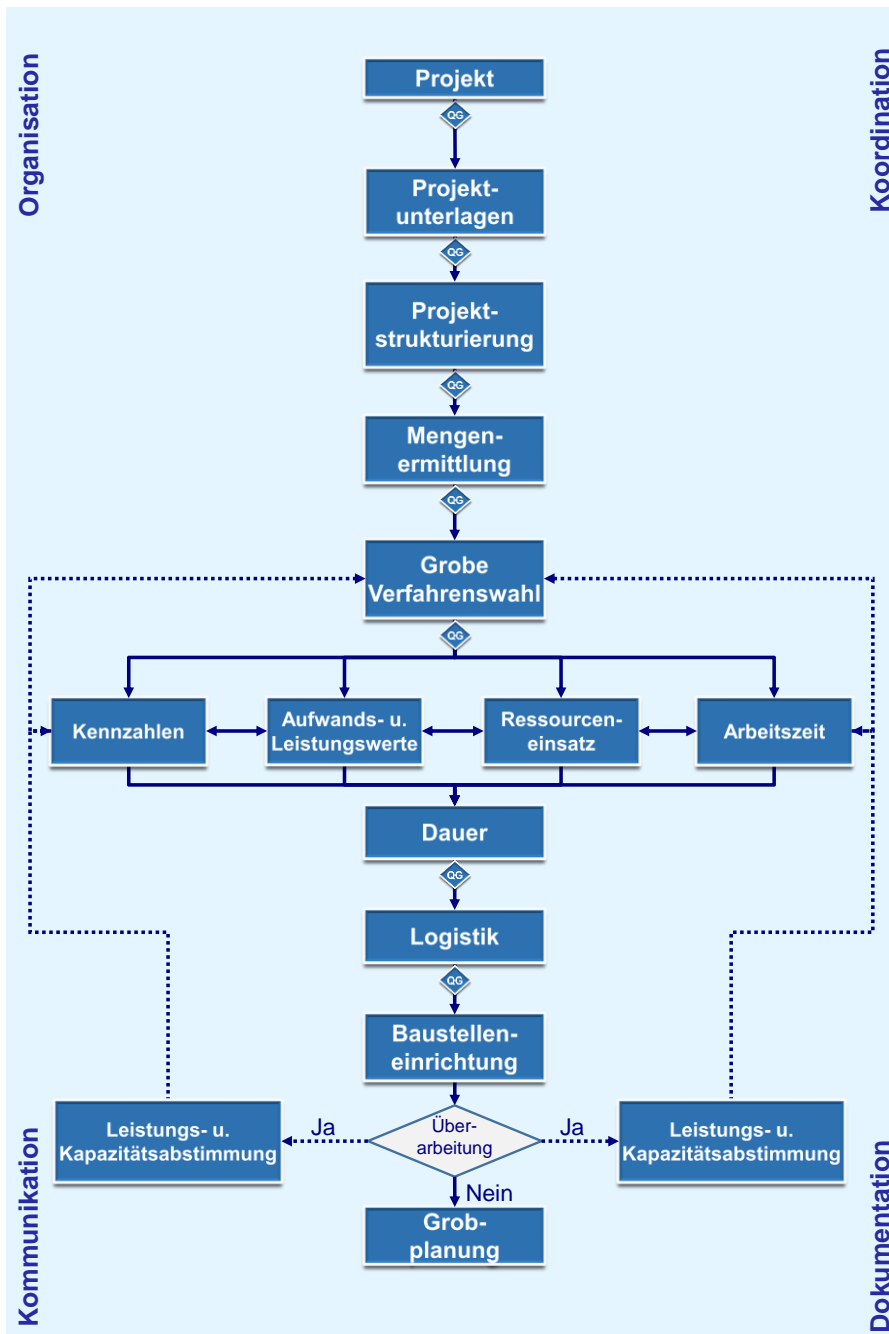 Organisation
Koordination
Projekt
QG
Projekt-
unterlagen
QG
Projekt-
strukturierung
QG
Mengen-
ermittlung
QG
Grobe
Verfahrenswahl
QG
Kennzahlen
Aufwands- u.
Leistungswerte
Ressourcen-
einsatz
Arbeitszeit
Dauer
QG
Logistik
QG
Baustellen-
einrichtung
Leistungs- u.
Kapazitätsabstimmung
Ja
Über-
arbeitung
Ja
Leistungs- u.
Kapazitätsabstimmung
Nein
Grob-
planung
Kommunikation
Dokumentation